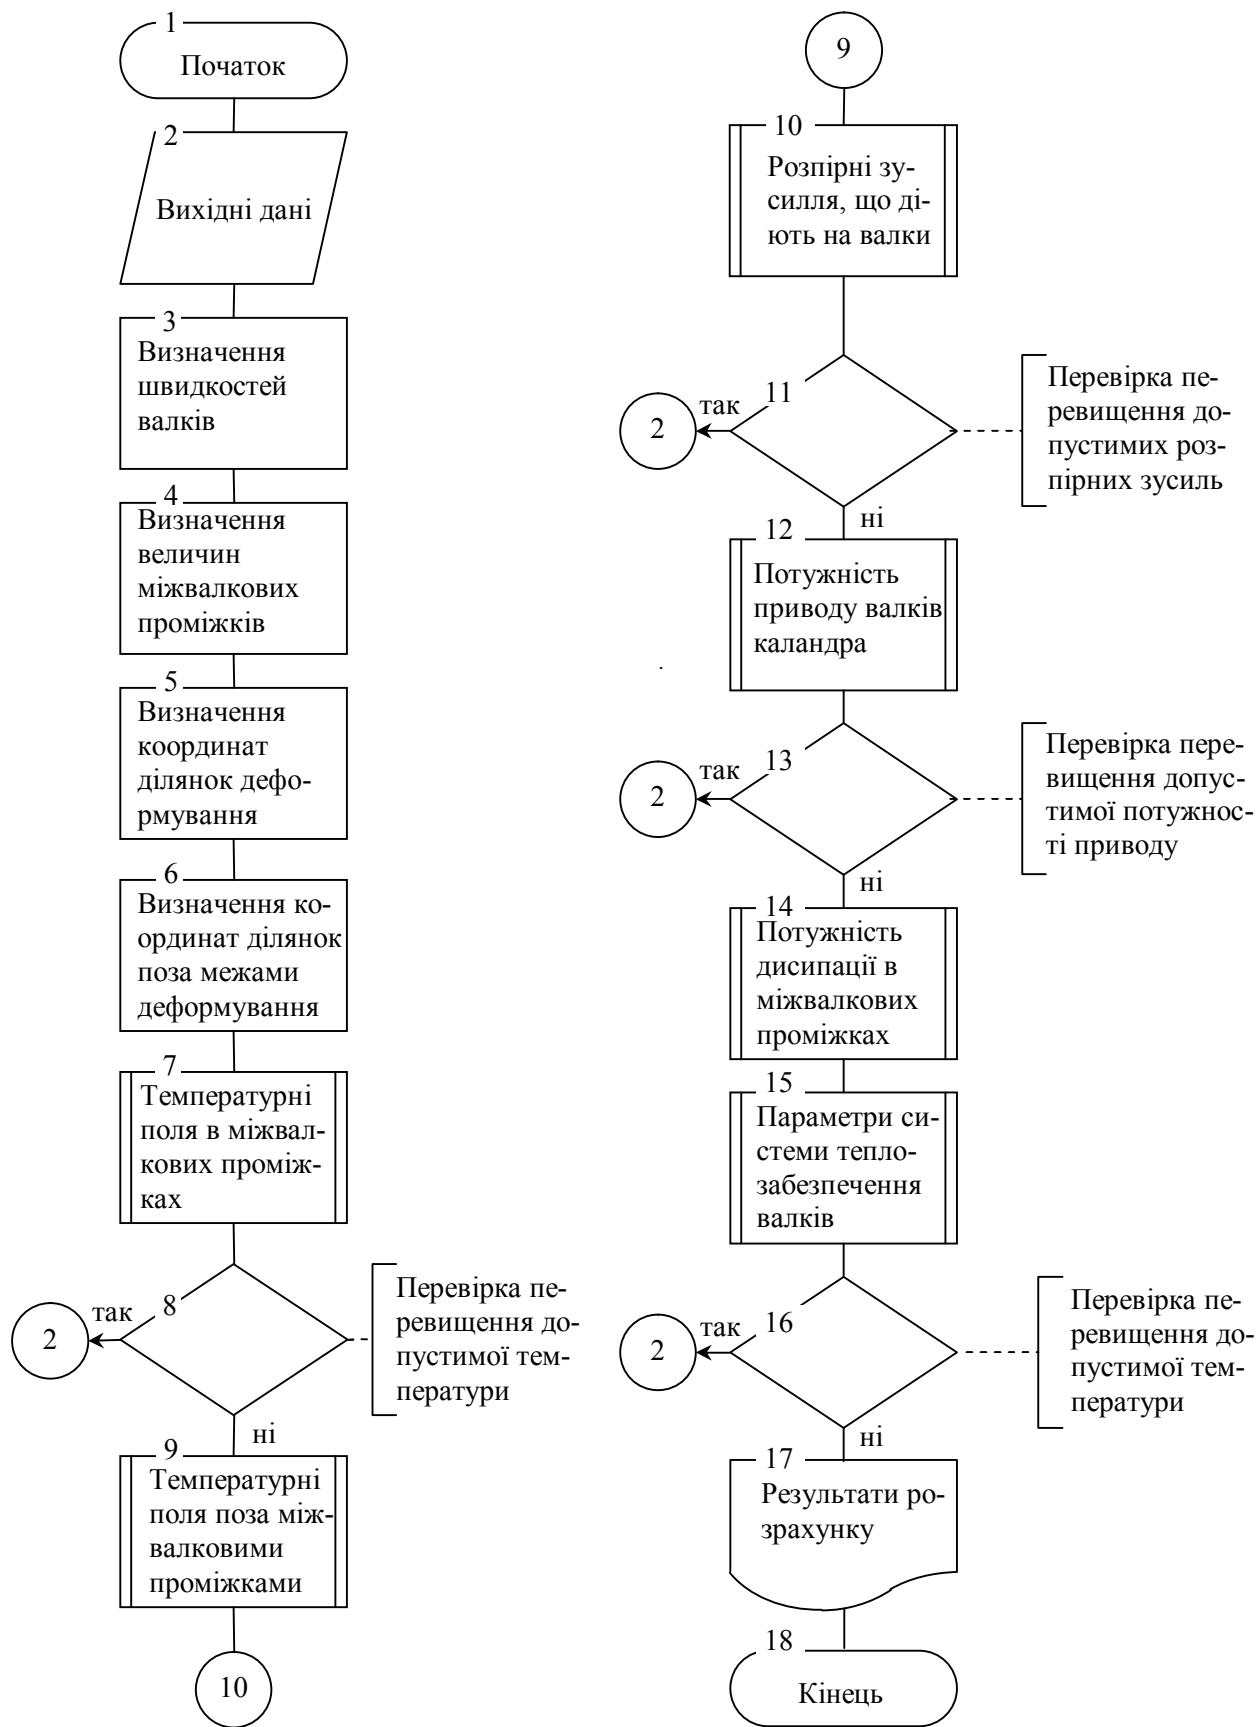 1
Початок
2
Вихідні дані
3
Визначення
швидкостей
валків
4
Визначення
величин
міжвалкових
проміжків
5
Визначення
координат
ділянок дефо-
рмування
6
Визначення ко-
ординат ділянок
поза межами
деформування
7
Температурні
поля в міжвал-
кових проміж-
ках
8
так
2
Перевірка пе-
ревищення до-
пустимої тем-
ператури
ні
9
Температурні
поля поза між-
валковими
проміжками
10
9
10
Розпірні зу-
силля, що ді-
ють на валки
11
так
2
Перевірка пе-
ревищення до-
пустимих роз-
пірних зусиль
ні
12
Потужність
приводу валків
каландра
13
так
2
Перевірка пере-
вищення допус-
тимої потужнос-
ті приводу
ні
14
Потужність
дисипації в
міжвалкових
проміжках
15
Параметри си-
стеми тепло-
забезпечення
валків
16
так
2
Перевірка пе-
ревищення до-
пустимої тем-
ператури
ні
17
Результати ро-
зрахунку
18
Кінець